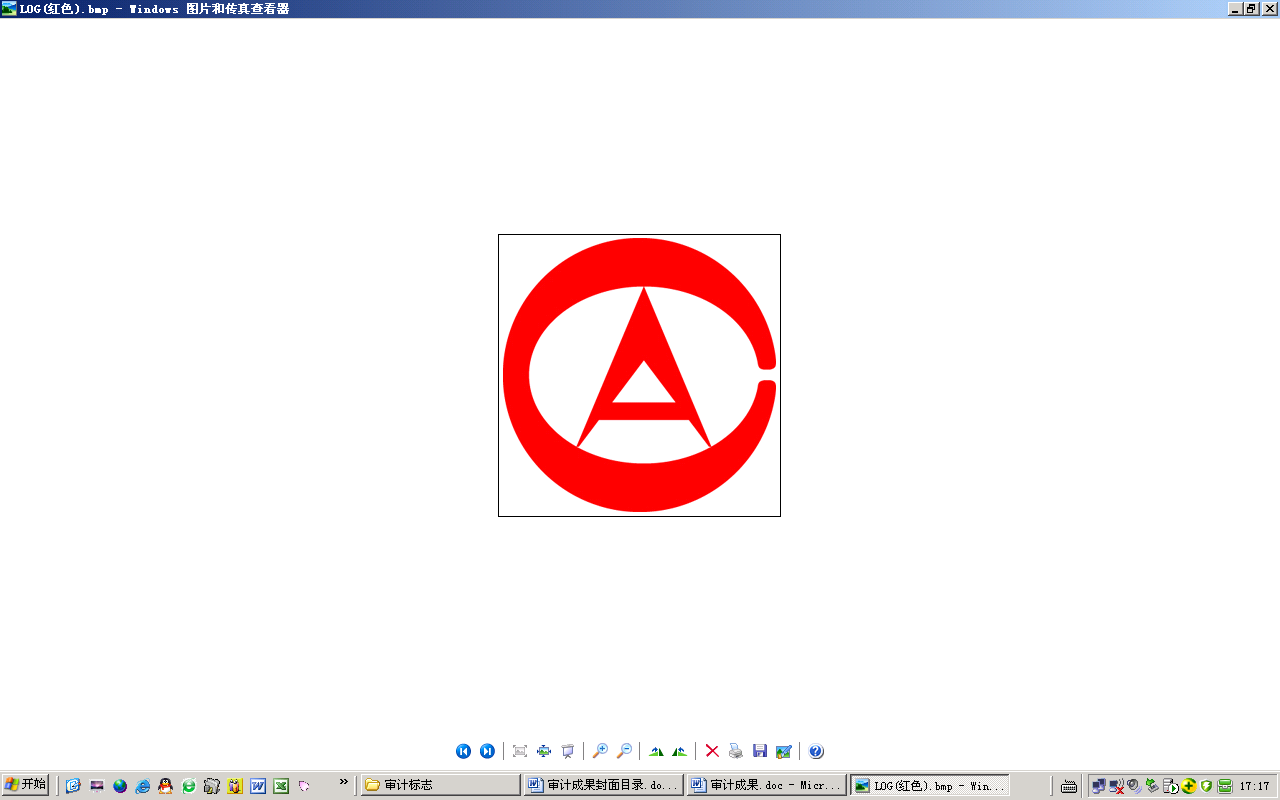 LOG(红色).bmp - Windows 图片和传真查看器
A
开始
»
审计标志
审计成果封面目录.do...
审计成果.doc - Micr...
LOG(红色).bmp - Win...
17:17